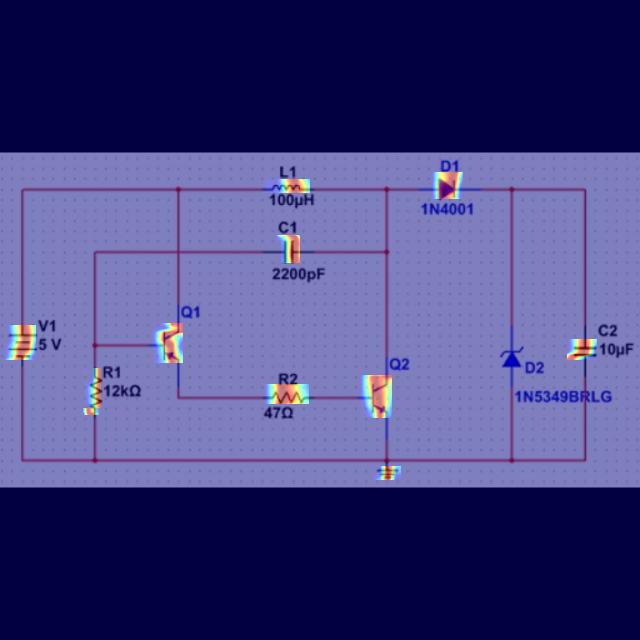 D1
L1
100µH
1N4001
C1
2200pF
Q1
V1
5 V
C2
10µF
Q2
D2
R1
12kΩ
R2
47Ω
1N5349BRLG